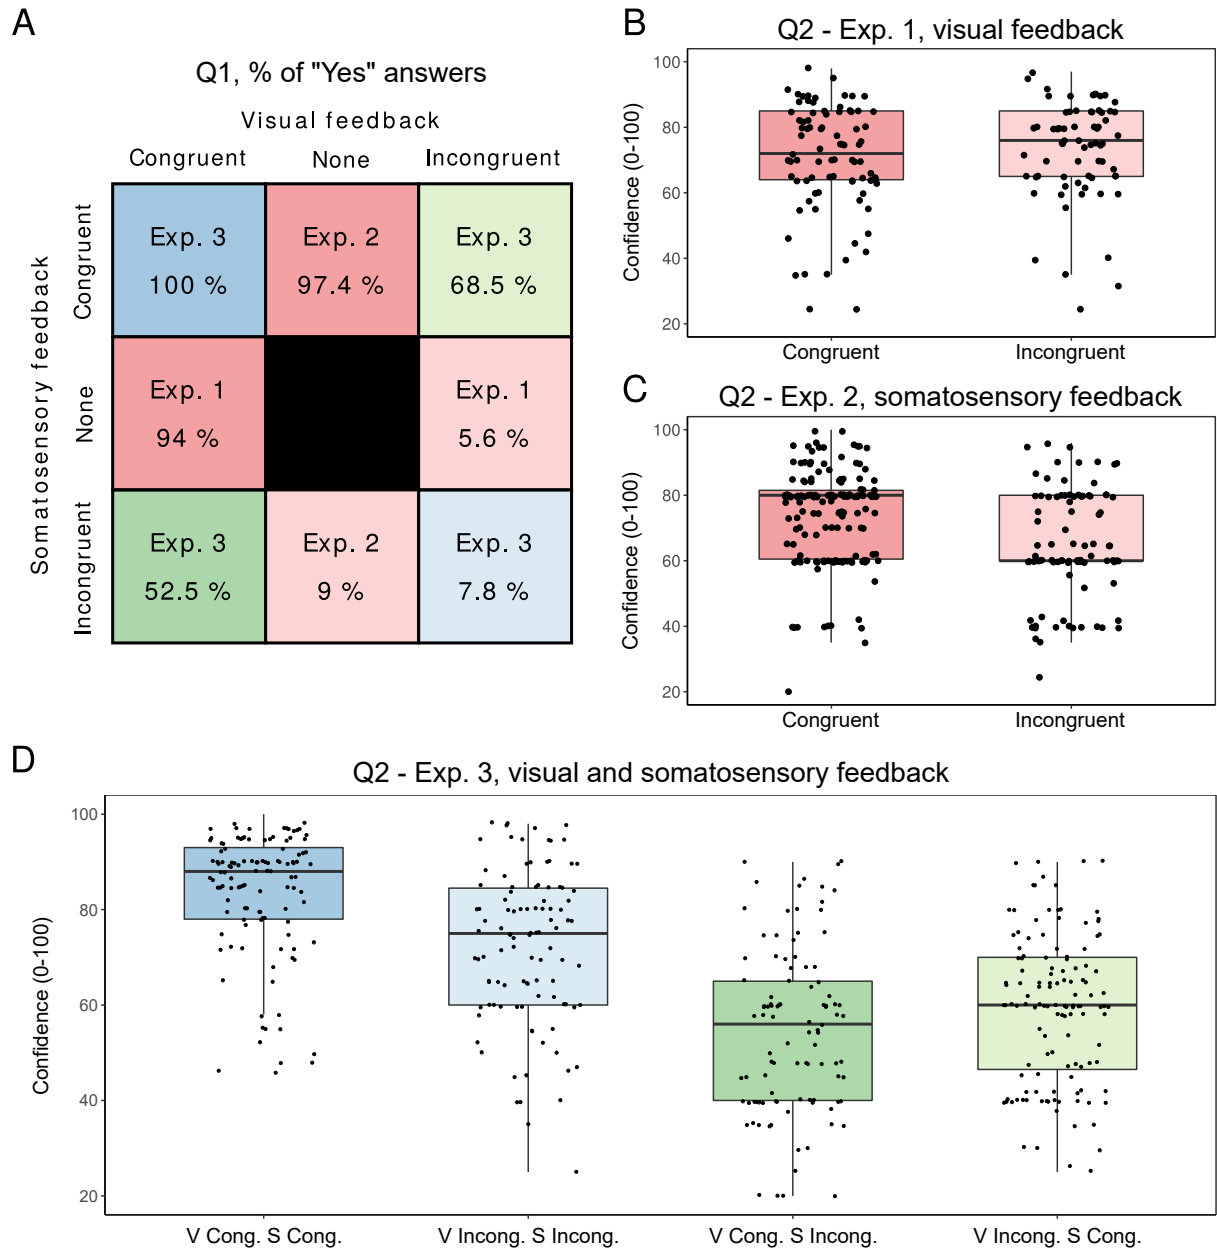 A
Q1, % of "Yes" answers
Visual feedback
Congruent None Incongruent
Somatosensory feedback
Congruent
None
Incongruent
Exp. 3 Exp. 2 Exp. 3
100 % 97.4 % 68.5 %
Exp. 1 Exp. 1
94 % 5.6 %
Exp. 3 Exp. 2 Exp. 3
52.5 % 9 % 7.8 %
B
Q2 - Exp. 1, visual feedback
Confidence (0-100)
100
80
60
40
20
Congruent Incongruent
C
Q2 - Exp. 2, somatosensory feedback
Confidence (0-100)
100
80
60
40
20
Congruent Incongruent
D
Q2 - Exp. 3, visual and somatosensory feedback
Confidence (0-100)
100
80
60
40
20
V Cong. S Cong. V Incong. S Incong. V Cong. S Incong. V Incong. S Cong.